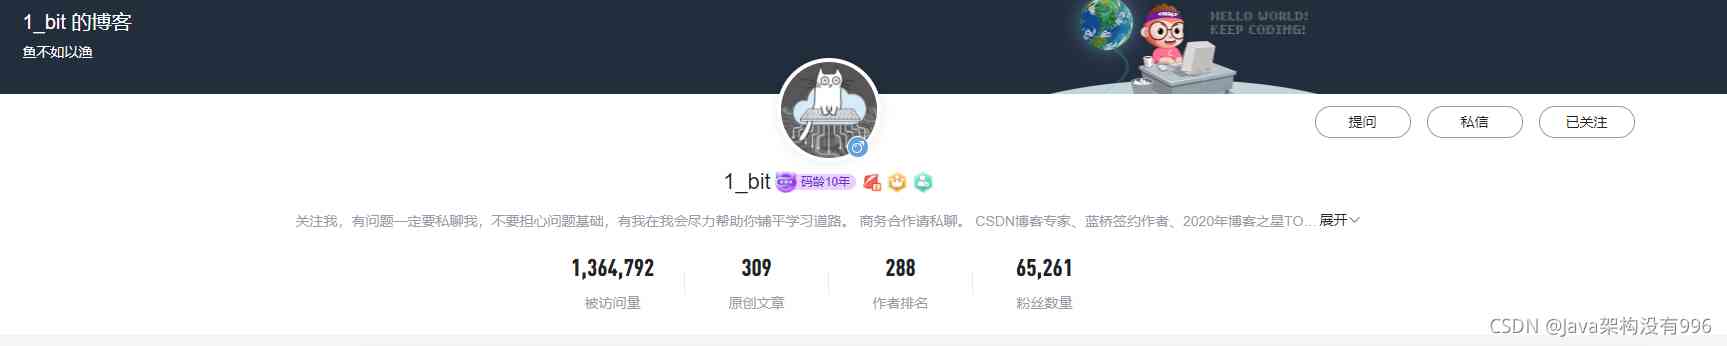 1_bit 的博客
鱼不如以渔
HELLO WORLD!
KEEP CODING!
提问
私信
已关注
1_bit 码龄10年
关注我，有问题一定要私聊我，不要担心问题基础，有我在我会尽力帮助你铺平学习道路。 商务合作请私聊。 CSDN博客专家、蓝桥签约作者、2020年博客之星TO... 展开
1,364,792
被访问量
309
原创文章
288
作者排名
65,261
粉丝数量
CSDN @Java架构没有996